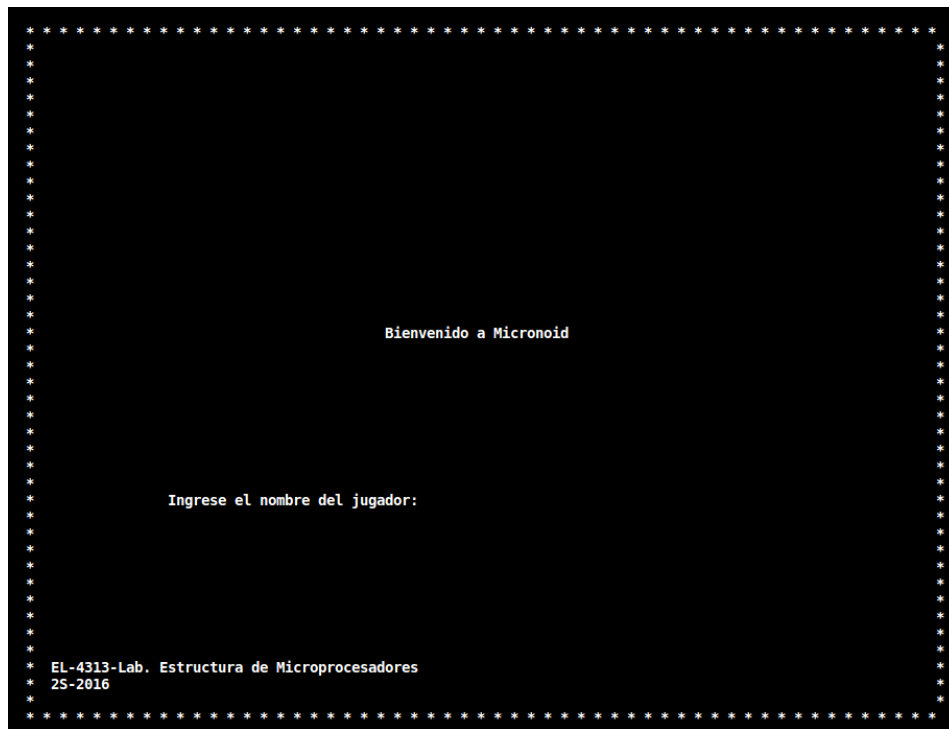 Bienvenido a Micronoid
Ingrese el nombre del jugador:
EL-4313-Lab. Estructura de Microprocesadores
2S-2016